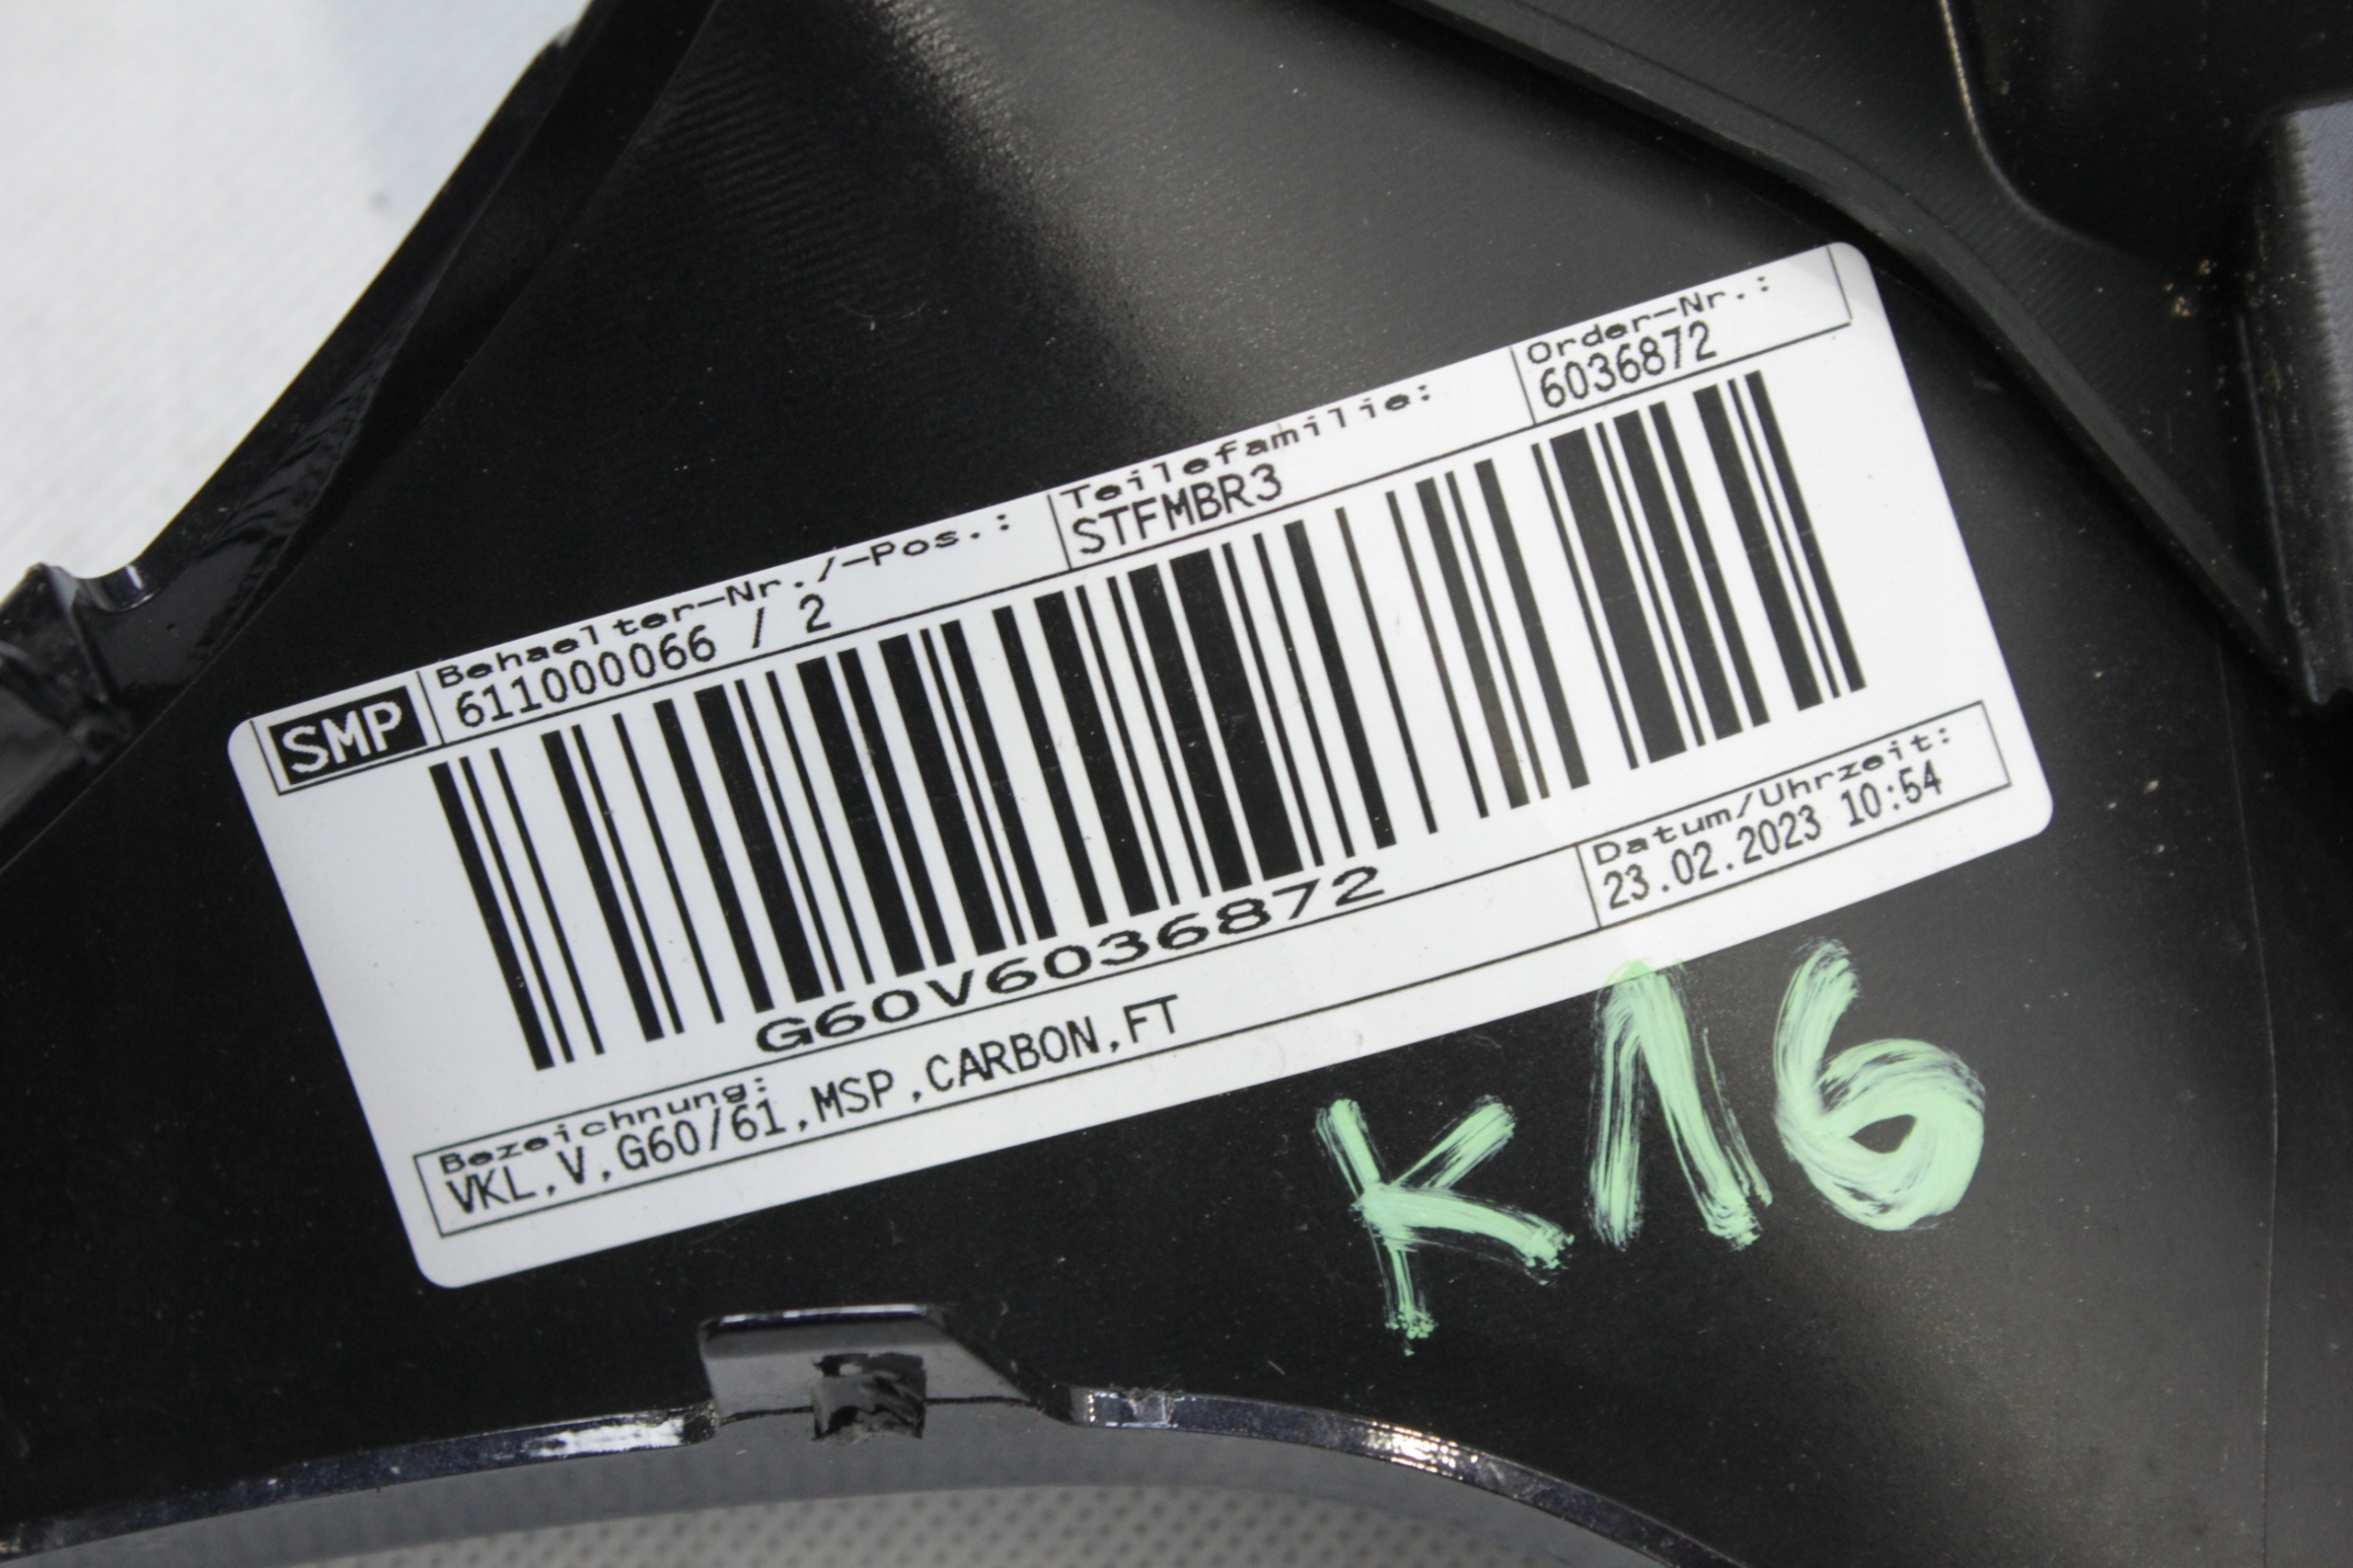 SMP
Behaelter-Nr./-Pos.:
611000066 / 2
Teilefamilie:
STFMBR3
Order-Nr.:
6036872
G60V6036872
Datum/Uhrzeit:
23.02.2023 10:54
Bezeichnung:
VKL,V,G60/61,MSP,CARBON,FT
K16